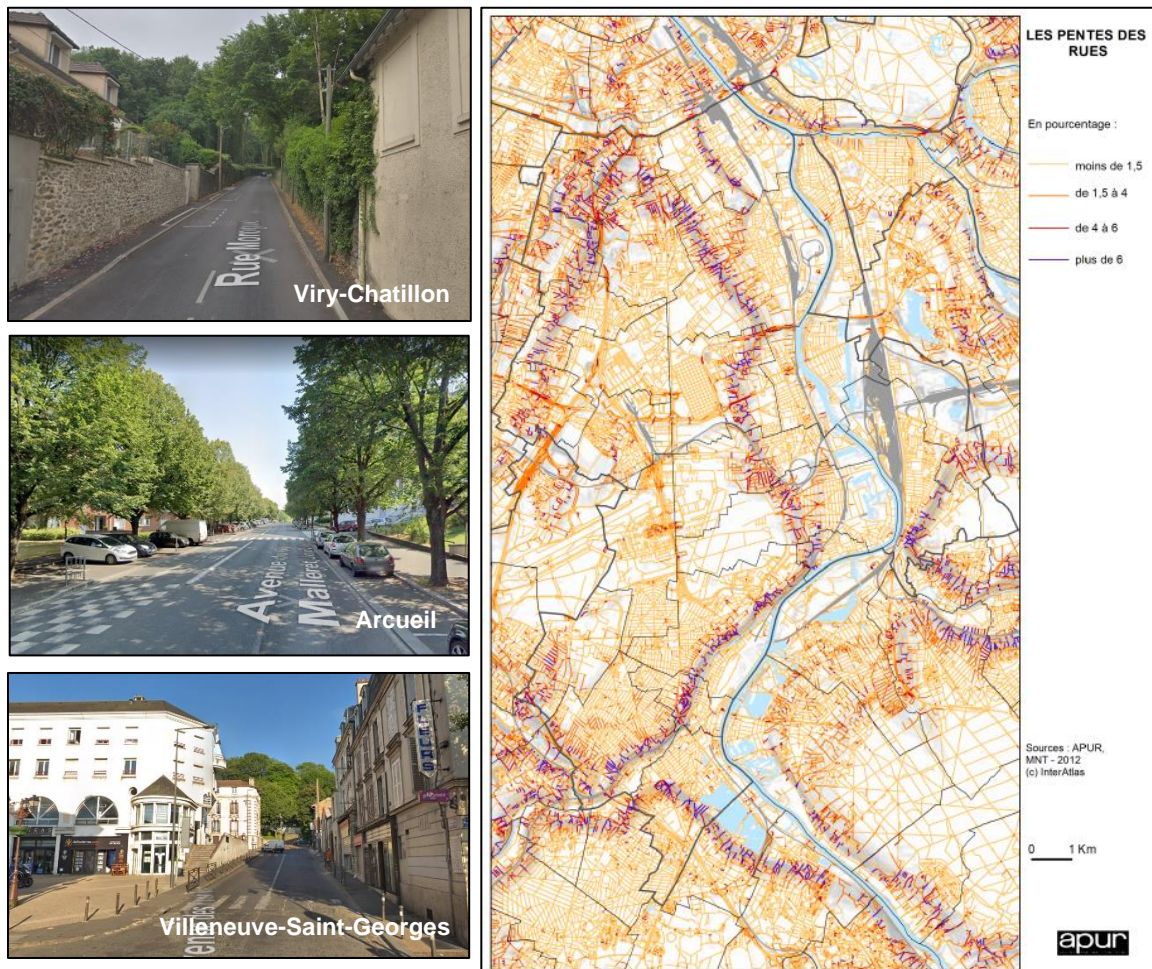 Rue Morgue
Viry-Chatillon
Avenue
Malleret
Arcueil
FLEURS
Villeneuve-Saint-Georges
LES PENTES DES
RUES
En pourcentage :
moins de 1,5
de 1,5 à 4
de 4 à 6
plus de 6
Sources : APUR,
MNT - 2012
(c) InterAtlas
0 1 Km
apur